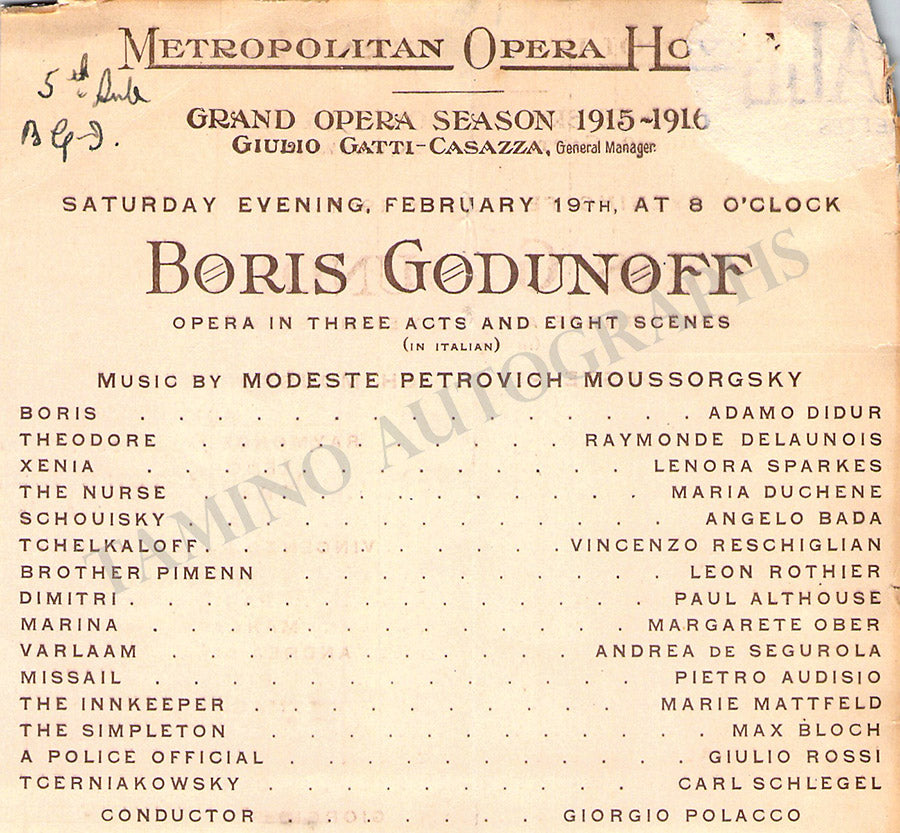 METROPOLITAN OPERA
5
GRAND OPERA SEASON 1915~1916
GIULIO GATTI-CASAZZA, General Manager.
SATURDAY EVENING, FEBRUARY 19TH, AT 8 O'CLOCK
BORIS GODUNOFF
OPERA IN THREE ACTS AND EIGHT SCENES
(IN ITALIAN)
MUSIC BY MODESTE PETROVICH MOUSSORGSKY
BORIS . . . . . . . . . . . . . . . ADAMO DIDUR
THEODORE . . . . . . . . . . RAYMONDE DELAUNOIS
XENIA . . . . . . . . . . . . . LENORA SPARKES
THE NURSE . . . . . . . . . . . . MARIA DUCHENE
SCHOUISKY . . . . . . . . . . . . . ANGELO BADA
TCHELKALOFF. . . . . . . . . VINCENZO RESCHIGLIAN
BROTHER PIMENN . . . . . . . . . . LEON ROTHIER
DIMITRI . . . . . . . . . . . . . . PAUL ALTHOUSE
MARINA . . . . . . . . . . . . . MARGARETE OBER
VARLAAM . . . . . . . . . . . ANDREA DE SEGUROLA
MISSAIL . . . . . . . . . . . . . PIETRO AUDISIO
THE INNKEEPER . . . . . . . . . . MARIE MATTFELD
THE SIMPLETON . . . . . . . . . . . . MAX BLOCH
A POLICE OFFICIAL . . . . . . . . . . GIULIO ROSSI
TCERNIAKOWSKY . . . . . . . . . . CARL SCHLEGEL
CONDUCTOR . . . . . . . GIORGIO POLACCO
TAMINO AUTOGRAPHS